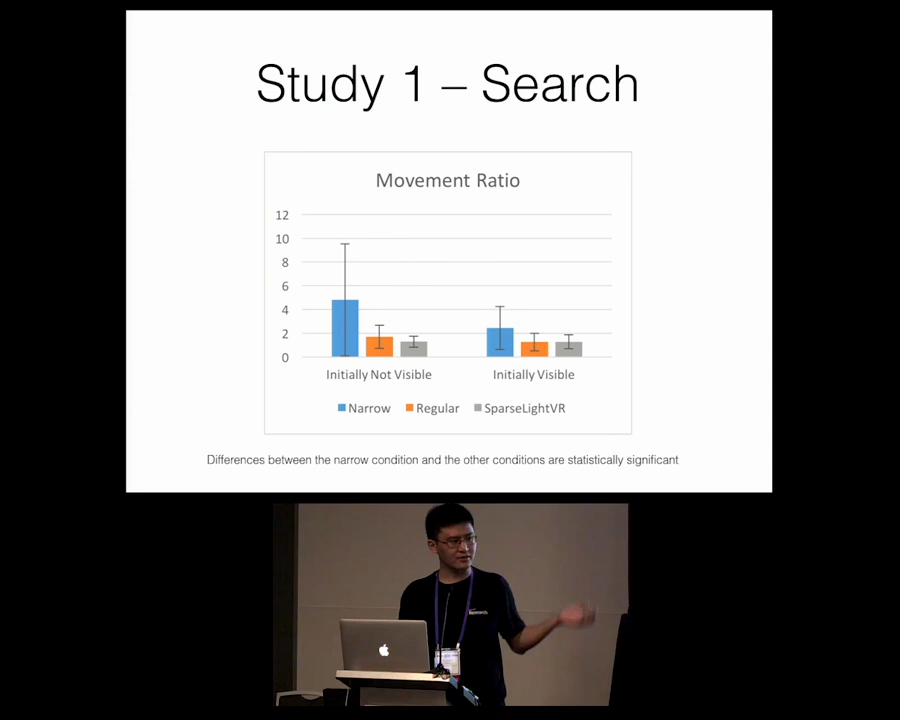 Study 1 – Search
Movement Ratio
12
10
8
6
4
2
0
Initially Not Visible
Initially Visible
Narrow
Regular
SparseLightVR
Differences between the narrow condition and the other conditions are statistically significant